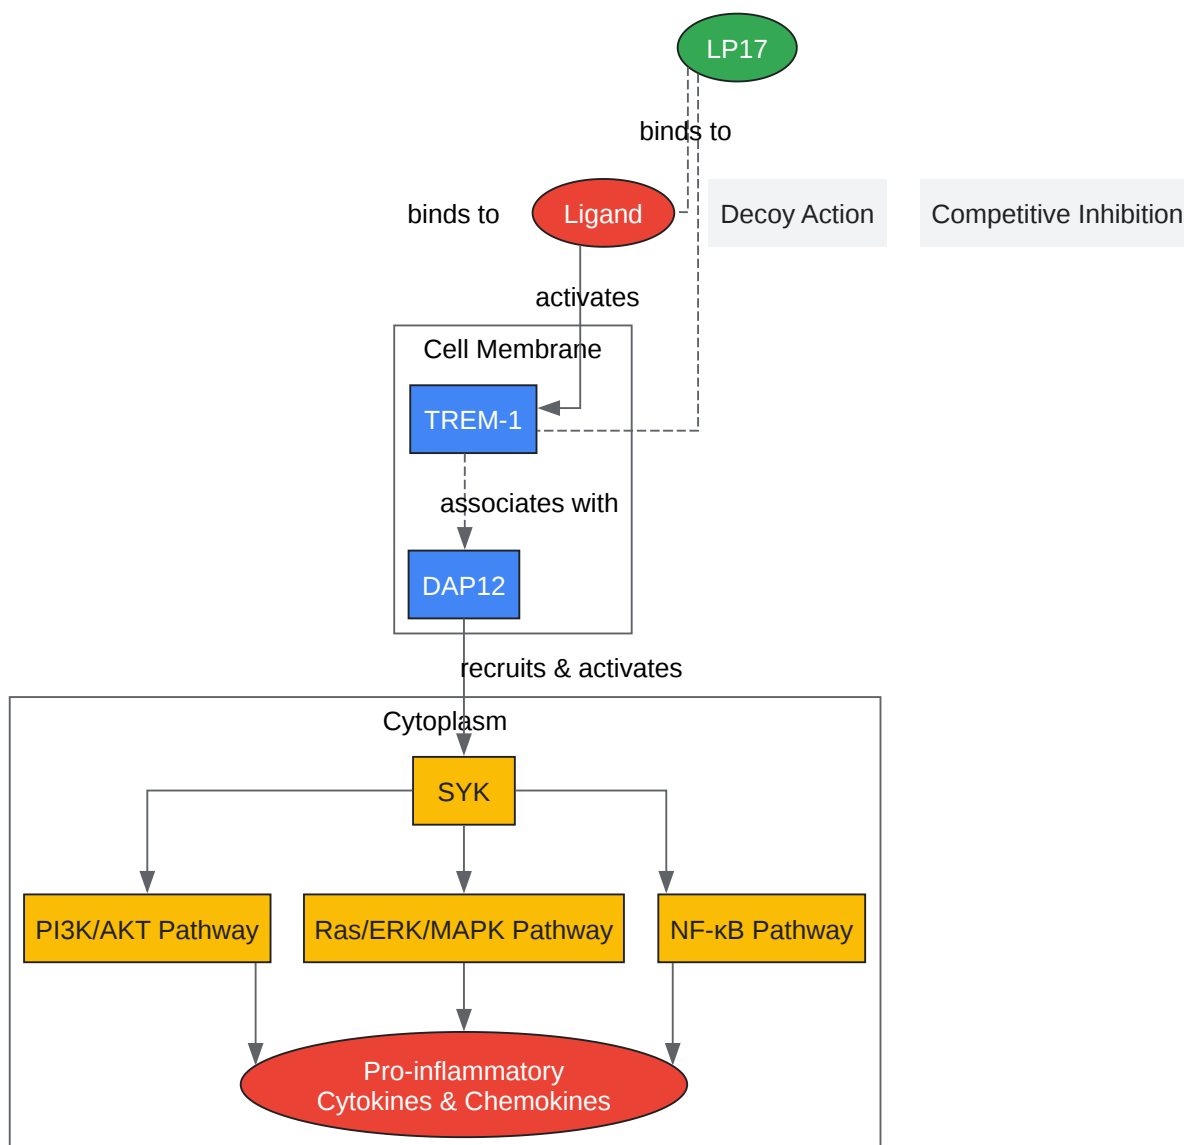 LP17
binds to
binds to
Ligand
Decoy Action
Competitive Inhibition
activates
Cell Membrane
TREM-1
associates with
DAP12
recruits & activates
Cytoplasm
SYK
PI3K/AKT Pathway
Ras/ERK/MAPK Pathway
NF-κB Pathway
Pro-inflammatory
Cytokines & Chemokines